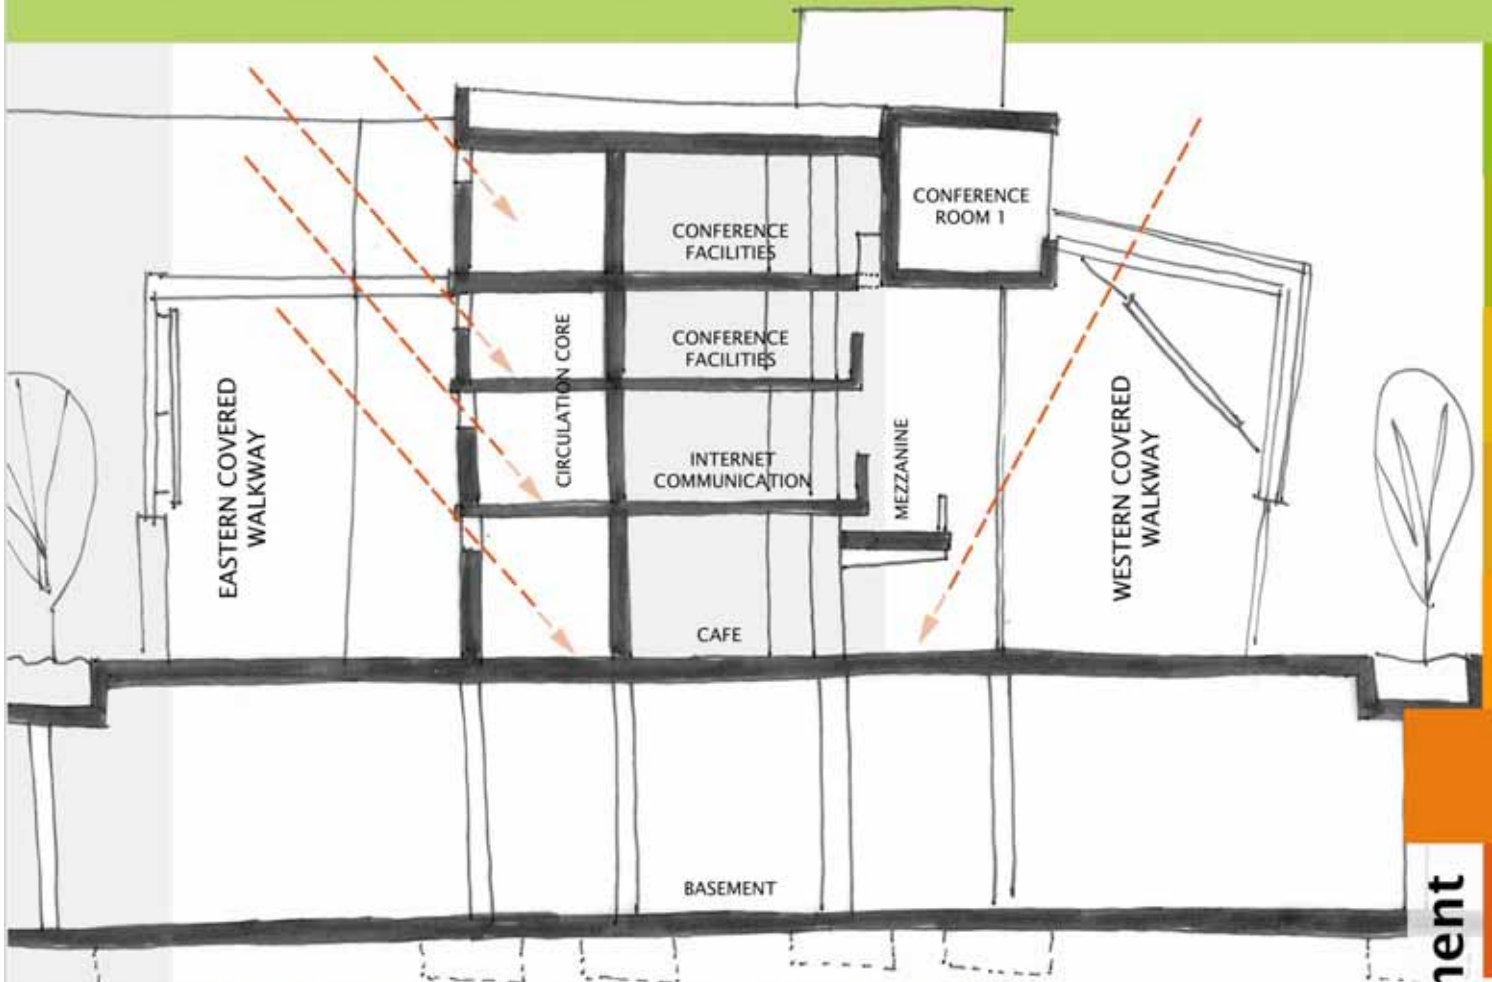 CONFERENCE
ROOM 1
CONFERENCE
FACILITIES
CONFERENCE
FACILITIES
CIRCULATION CORE
INTERNET
COMMUNICATION
MEZZANINE
EASTERN COVERED
WALKWAY
WESTERN COVERED
WALKWAY
CAFE
BASEMENT